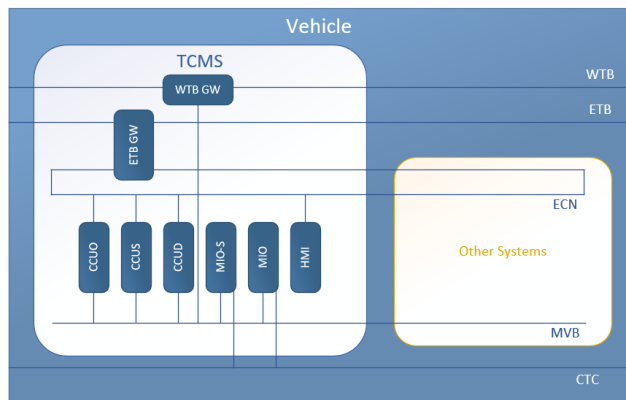 Vehicle
TCMS
WTB
WTB GW
ETB
ETB GW
ECN
CCUO
CCUS
CCUD
MIO-S
MIO
HMI
Other Systems
MVB
CTC